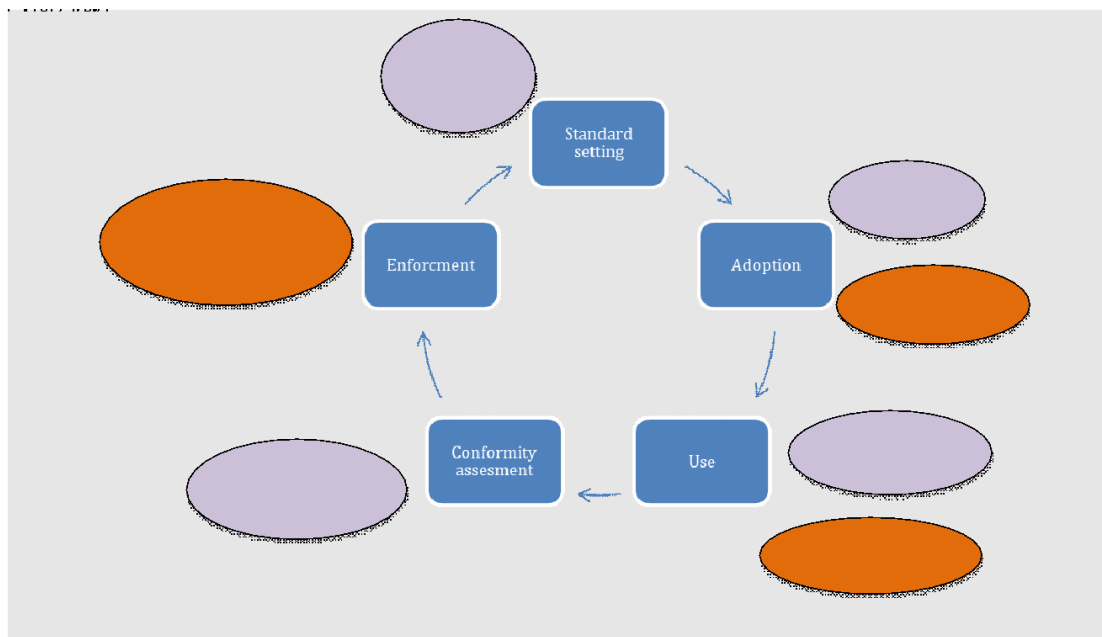 Standard
setting
Enforcment
Adoption
Conformity
assesment
Use